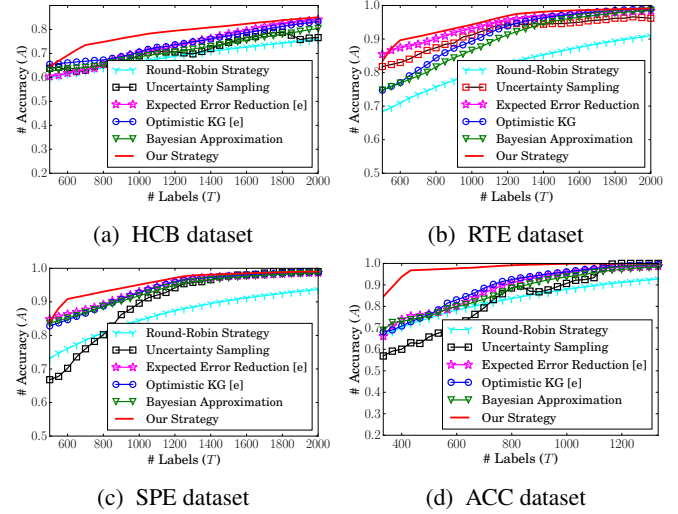 # Accuracy (A)
0.8
0.7
0.6
0.5
0.4
0.3
0.2
Round-Robin Strategy
Uncertainty Sampling
Expected Error Reduction [e]
Optimistic KG [e]
Bayesian Approximation
Our Strategy
600 800 1000 1200 1400 1600 1800 2000
# Labels (T)
(a) HCB dataset
# Accuracy (A)
1.0
0.9
0.8
0.7
0.6
0.5
Round-Robin Strategy
Uncertainty Sampling
Expected Error Reduction [e]
Optimistic KG
Bayesian Approximation
Our Strategy
600 800 1000 1200 1400 1600 1800 2000
# Labels (T)
(b) RTE dataset
# Accuracy (A)
1.0
0.9
0.8
0.7
0.6
0.5
Round-Robin Strategy
Uncertainty Sampling
Expected Error Reduction [e]
Optimistic KG [e]
Bayesian Approximation
Our Strategy
600 800 1000 1200 1400 1600 1800 2000
# Labels (T)
(c) SPE dataset
# Accuracy (A)
1.0
0.9
0.8
0.7
0.6
0.5
0.4
0.3
0.2
Round-Robin Strategy
Uncertainty Sampling
Expected Error Reduction [e]
Optimistic KG [e]
Bayesian Approximation
Our Strategy
400 600 800 1000 1200
# Labels (T)
(d) ACC dataset